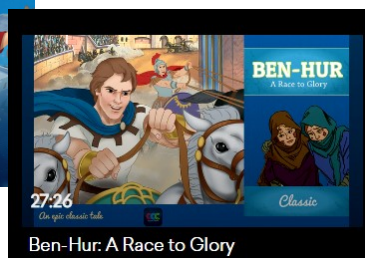 BEN-HUR
A Race to Glory
27:26
An epic classic tale
Classic
Ben-Hur: A Race to Glory